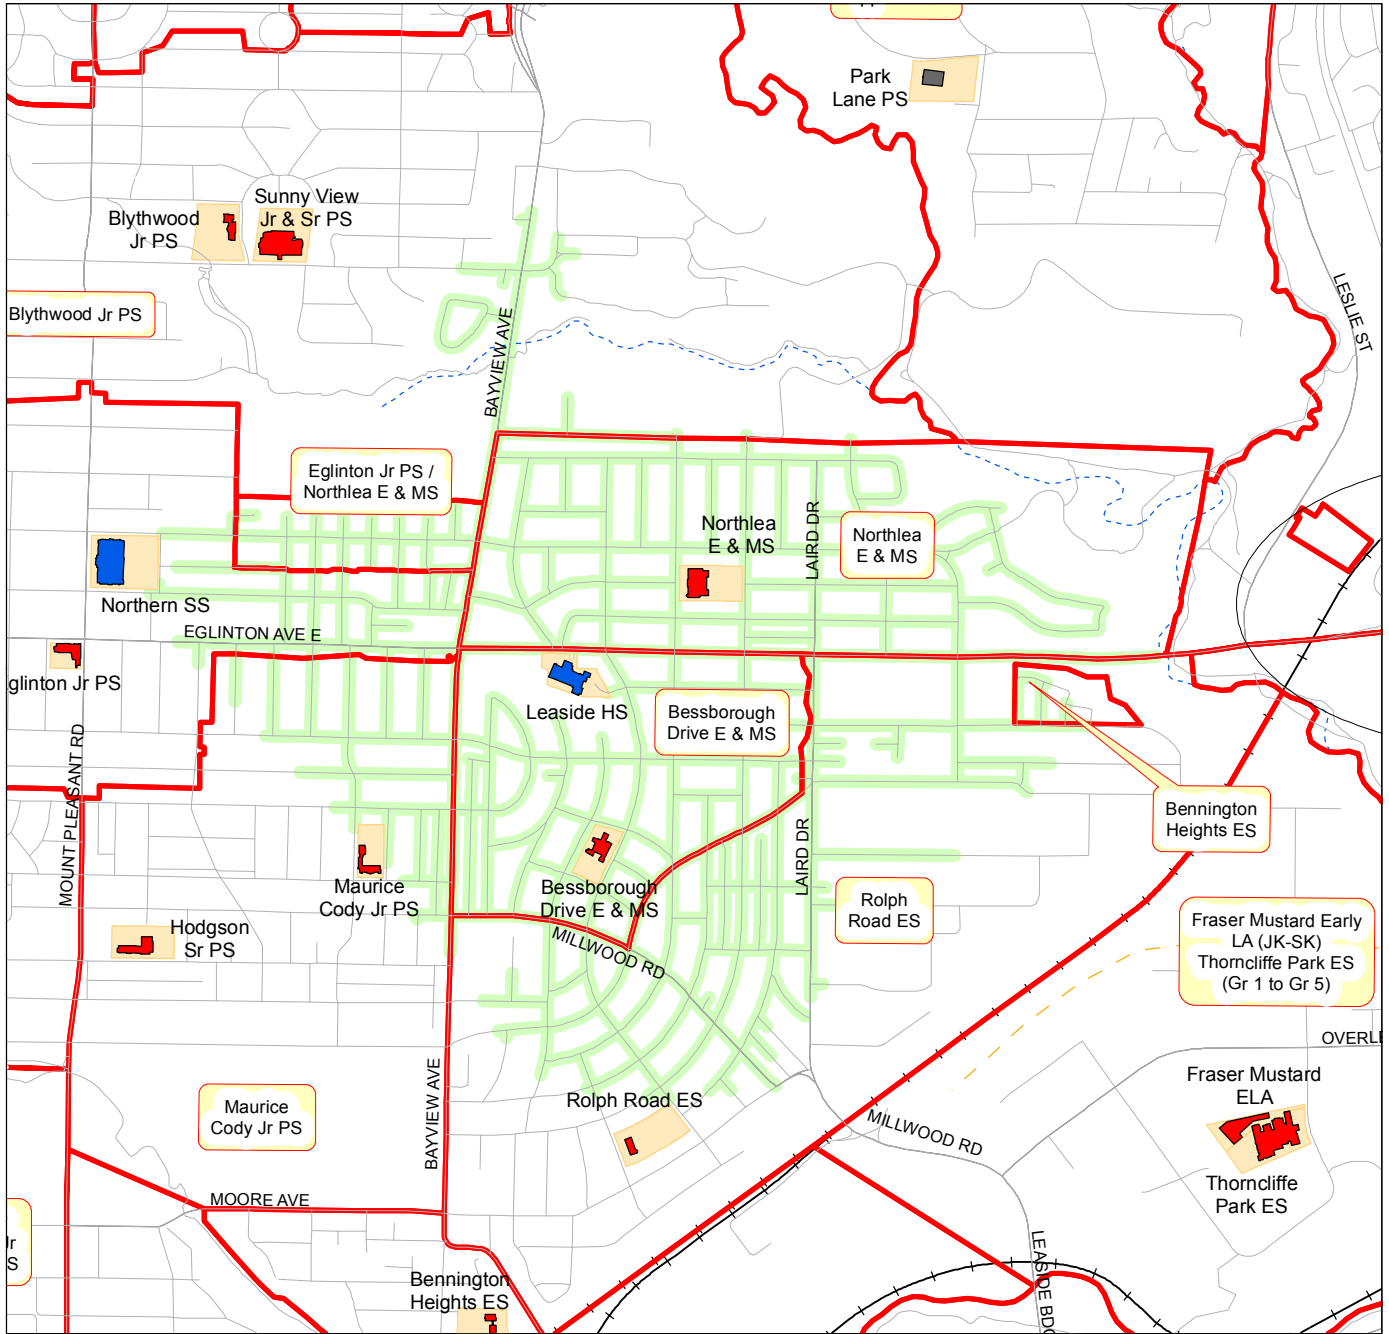 Park
Lane PS
Sunny View
Jr & Sr PS
Blythwood
Jr PS
Blythwood Jr PS
LESLIE ST
BAYVIEW AVE
Eglinton Jr PS /
Northlea E & MS
Northlea
E & MS
LAIRD DR
Northlea
E & MS
Northern SS
EGLINTON AVE E
glinton Jr PS
Leaside HS
Bessborough
Drive E & MS
MOUNT PLEASANT RD
Bennington
Heights ES
LAIRD DR
Maurice
Cody Jr PS
Bessborough
Drive E & MS
Rolph
Road ES
Hodgson
Sr PS
MILLWOOD RD
Fraser Mustard Early
LA (JK-SK)
Thorncliffe Park ES
(Gr 1 to Gr 5)
OVERLE
Maurice
Cody Jr PS
BAYVIEW AVE
Rolph Road ES
MILLWOOD RD
Fraser Mustard
ELA
Thorncliffe
Park ES
MOORE AVE
Jr
S
LEASIDE BDG
Bennington
Heights ES